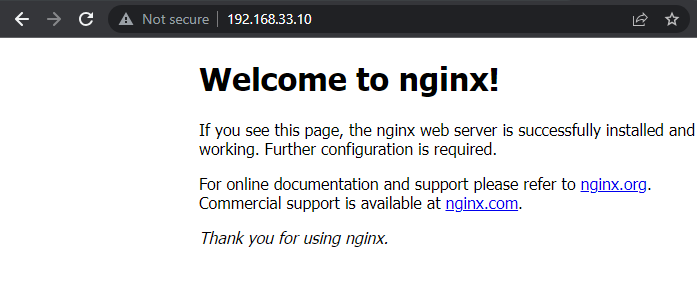 Not secure | 192.168.33.10
Welcome to nginx!
If you see this page, the nginx web server is successfully installed and
working. Further configuration is required.
For online documentation and support please refer to nginx.org.
Commercial support is available at nginx.com.
Thank you for using nginx.